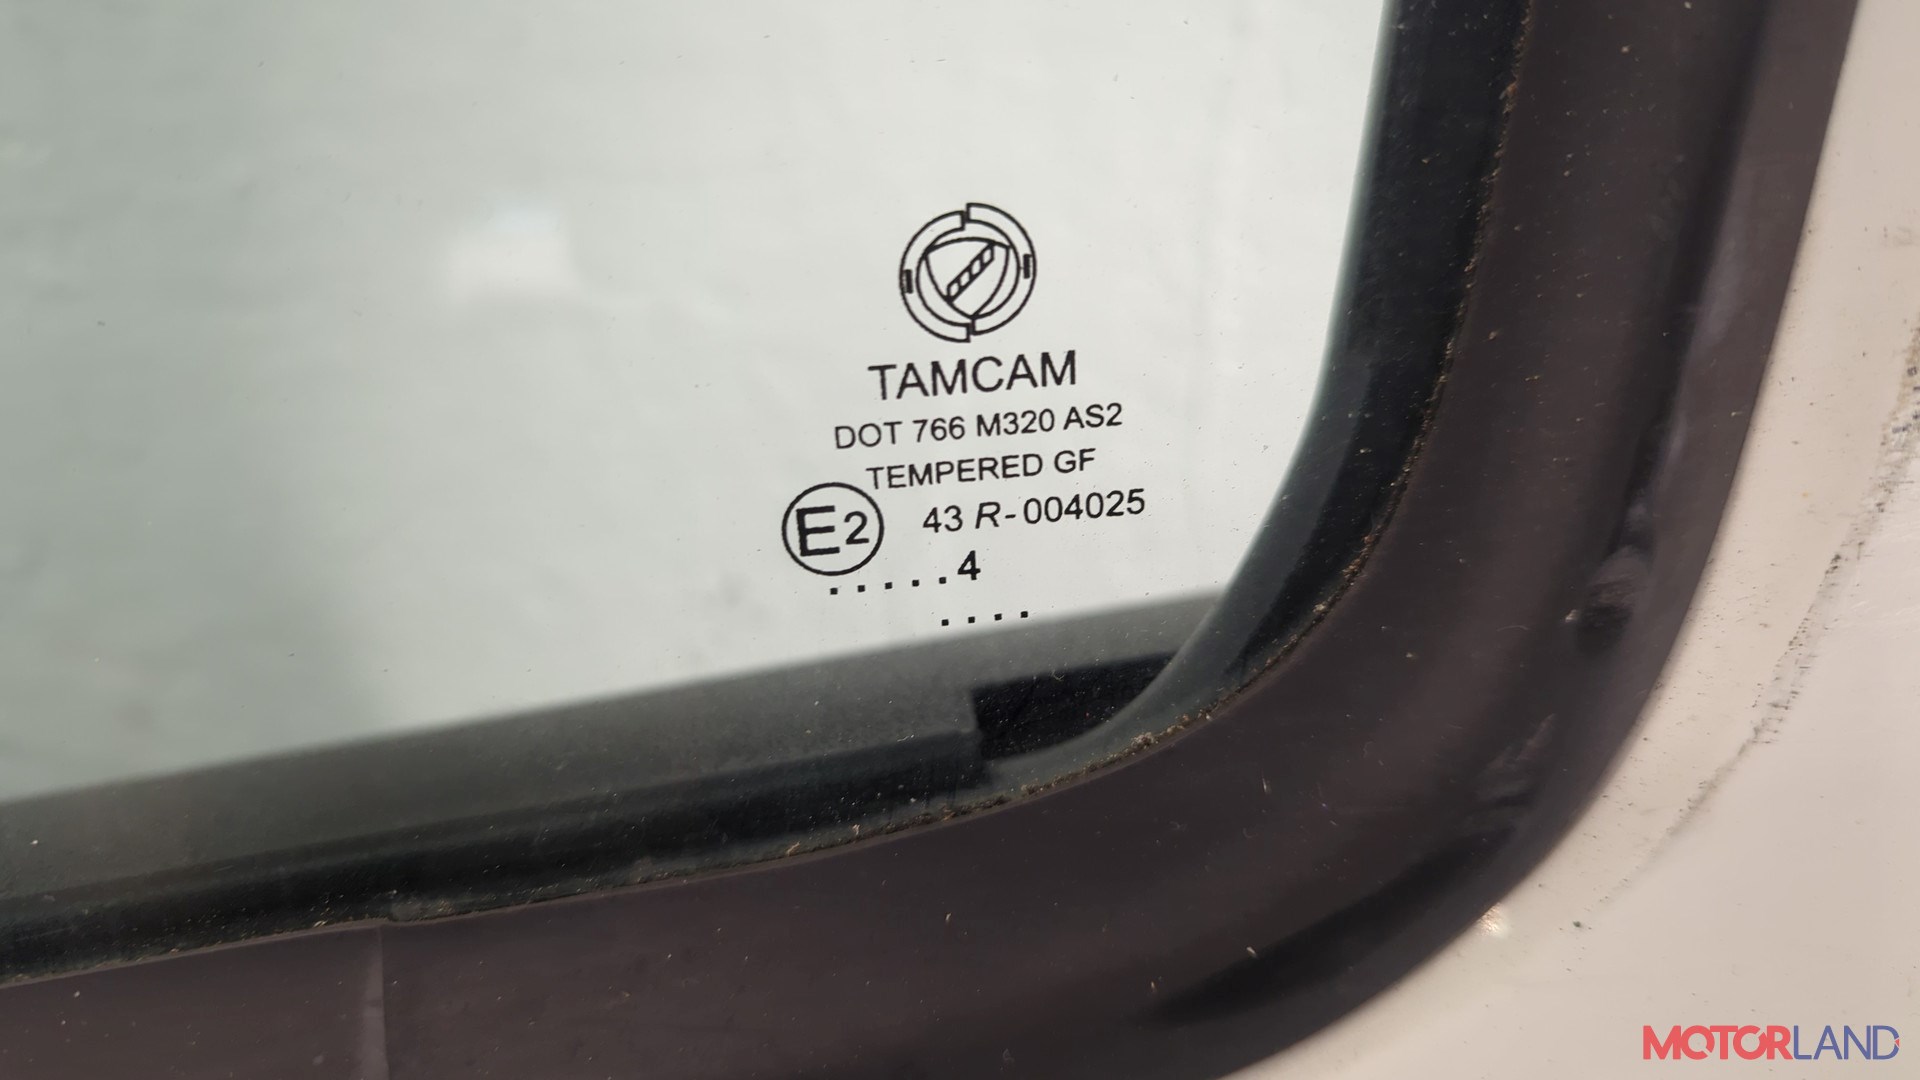 TAMCAM
DOT 766 M320 AS2
TEMPERED GF
E2 43 R-004025
.....4
....
MOTORLAND